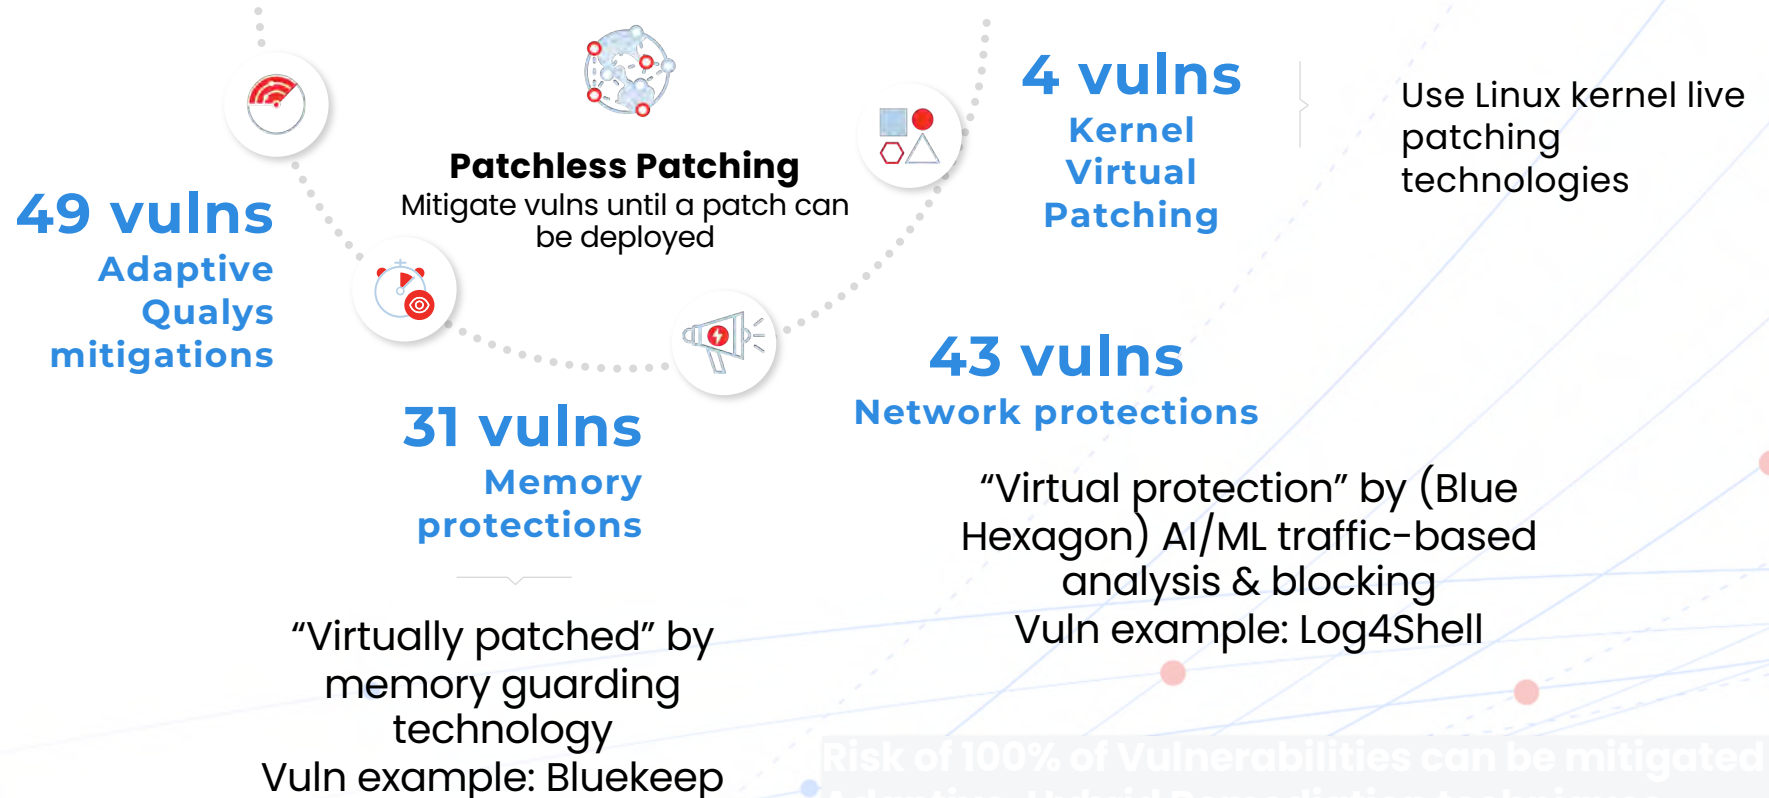 49 vulns
Adaptive
Qualys
mitigations
Patchless Patching
Mitigate vulns until a patch can
be deployed
31 vulns
Memory
protections
“Virtually patched” by
memory guarding
technology
Vuln example: Bluekeep
4 vulns
Kernel
Virtual
Patching
Use Linux kernel live
patching
technologies
43 vulns
Network protections
“Virtual protection” by (Blue
Hexagon) AI/ML traffic-based
analysis & blocking
Vuln example: Log4Shell
Risk of 100% of Vulnerabilities can be mitigated